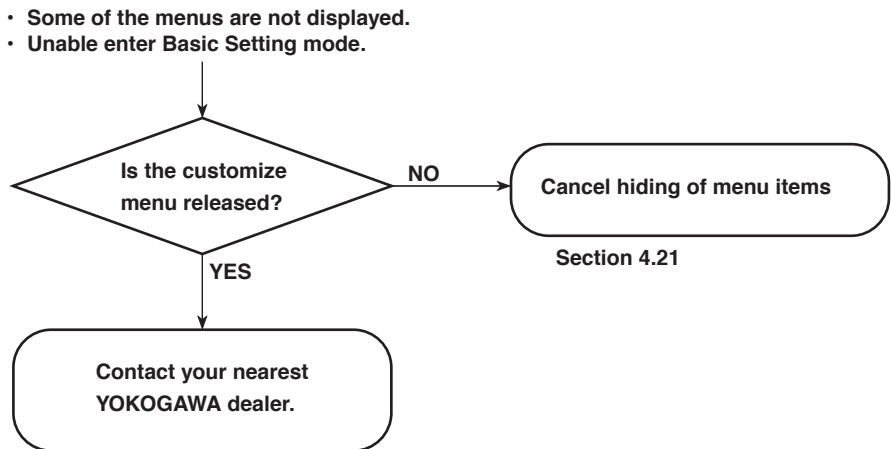 ・ Some of the menus are not displayed.
・ Unable enter Basic Setting mode.
Is the customize
menu released?
NO
Cancel hiding of menu items
Section 4.21
YES
Contact your nearest
YOKOGAWA dealer.